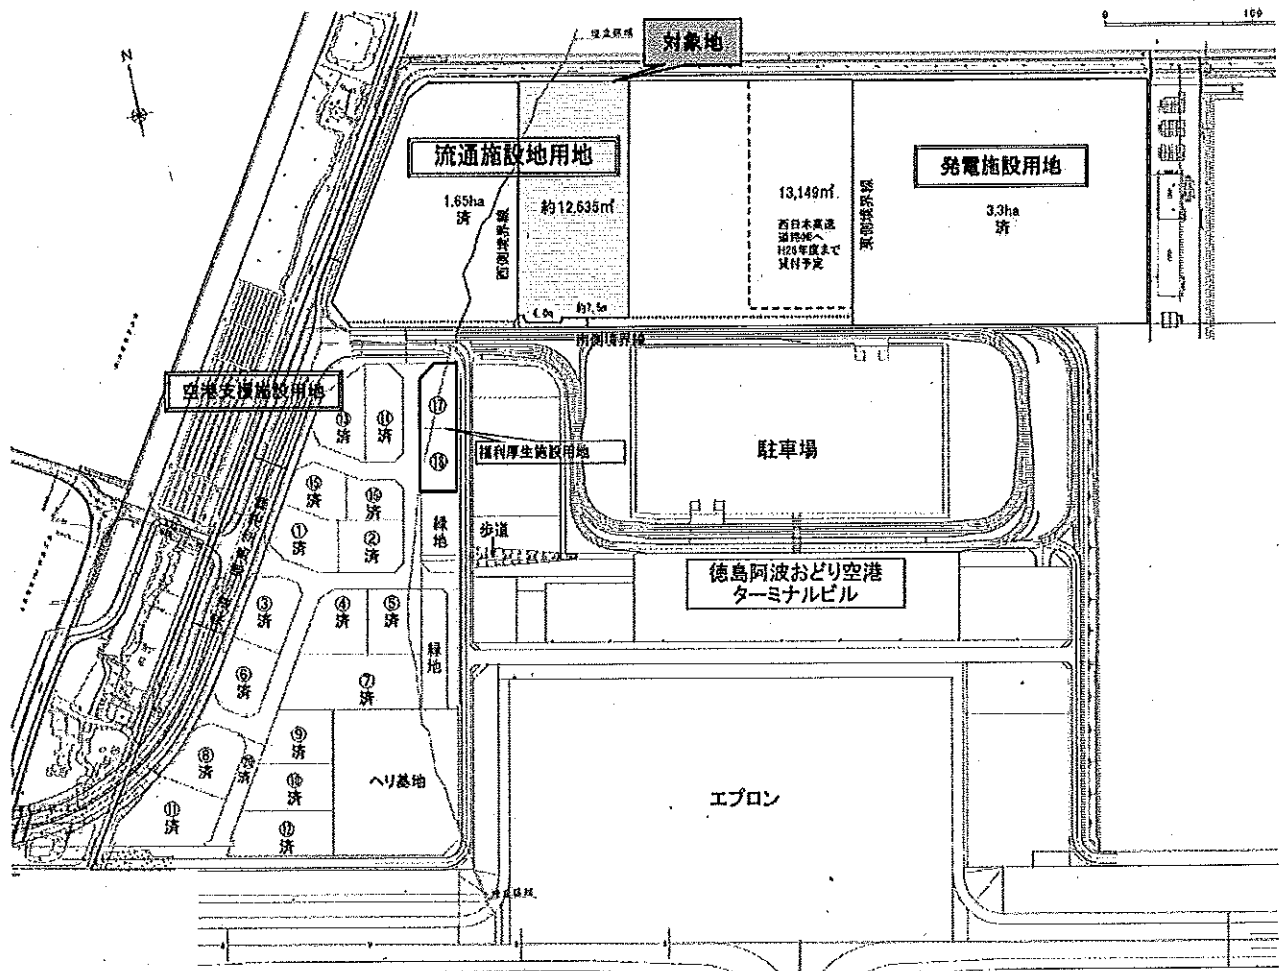 0
100
N
対象地
流通施設地用地
1.65ha
済
西側境界線
約12,635㎡
13,149㎡
西日本高速
道路㈱へ
H26年度まで
貸付予定
東側境界線
発電施設用地
3.3ha
済
6.0m
約7.5m
南側境界線
空港支援施設用地
⑬
済
⑭
済
⑰
⑱
福利厚生施設用地
駐車場
⑮
済
⑯
済
①
済
②
済
緑地
歩道
徳島阿波おどり空港
ターミナルビル
③
済
④
済
⑤
済
緑地
⑥
済
⑦
済
⑧
済
⑨
済
⑩
済
⑪
済
⑫
済
ヘリ基地
エプロン